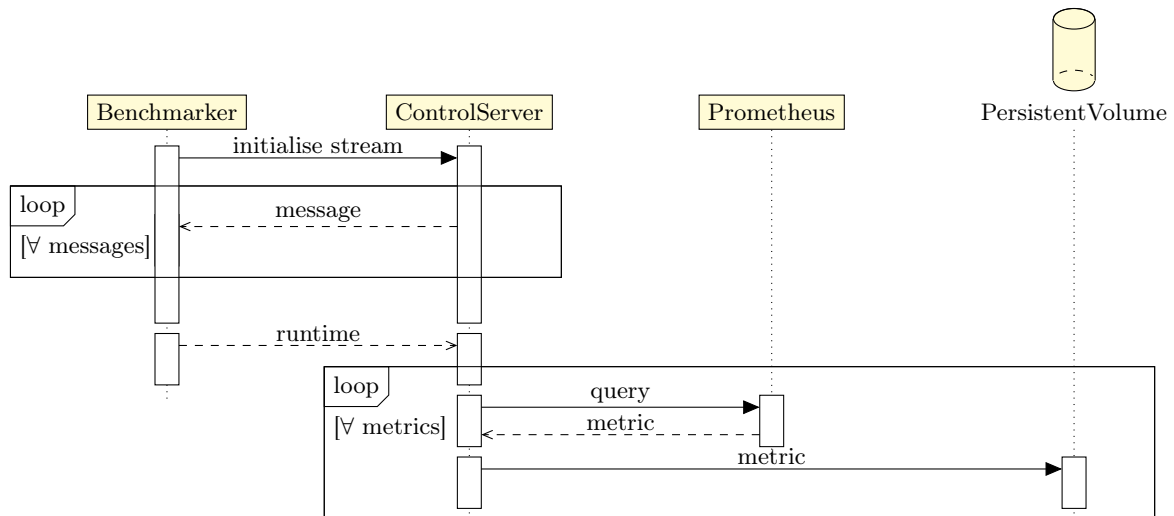 Benchmarker
ControlServer
Prometheus
PersistentVolume
initialise stream
loop
message
[∀ messages]
runtime
loop
query
[∀ metrics]
metric
metric